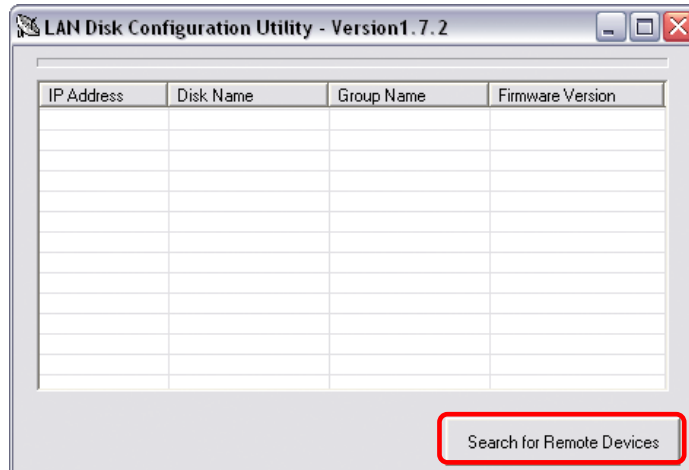 LAN Disk Configuration Utility - Version1.7.2
IP Address Disk Name Group Name Firmware Version
Search for Remote Devices